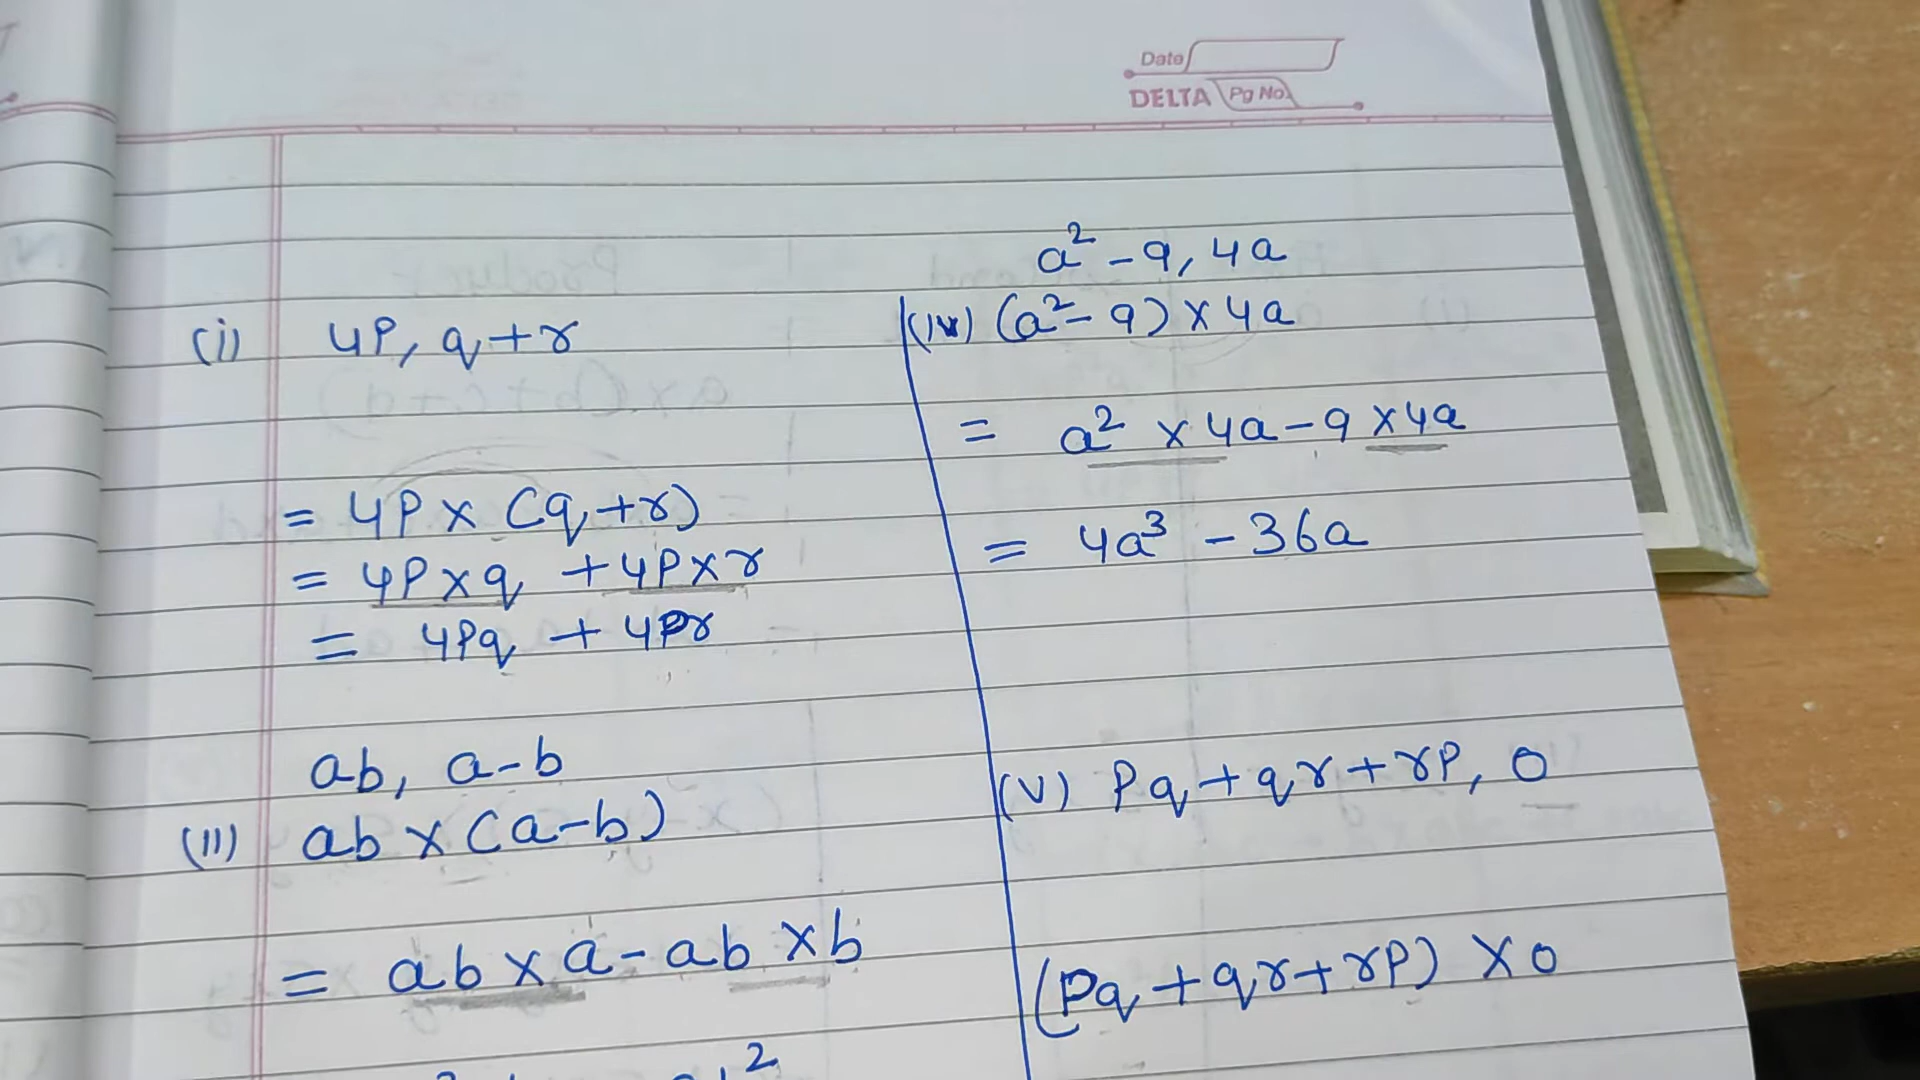 Date
DELTA Pg No.
(i) 4P, q+r
= 4P × (q+r)
= 4P×q + 4P×r
= 4Pq + 4Pr
ab, a-b
(II) ab × (a-b)
= ab × a - ab × b
2
a² - 9, 4a
(iv) (a² - 9) × 4a
= a² × 4a - 9 × 4a
= 4a³ - 36a
(V) Pq + qr + rP, 0
(Pq + qr + rP) × 0